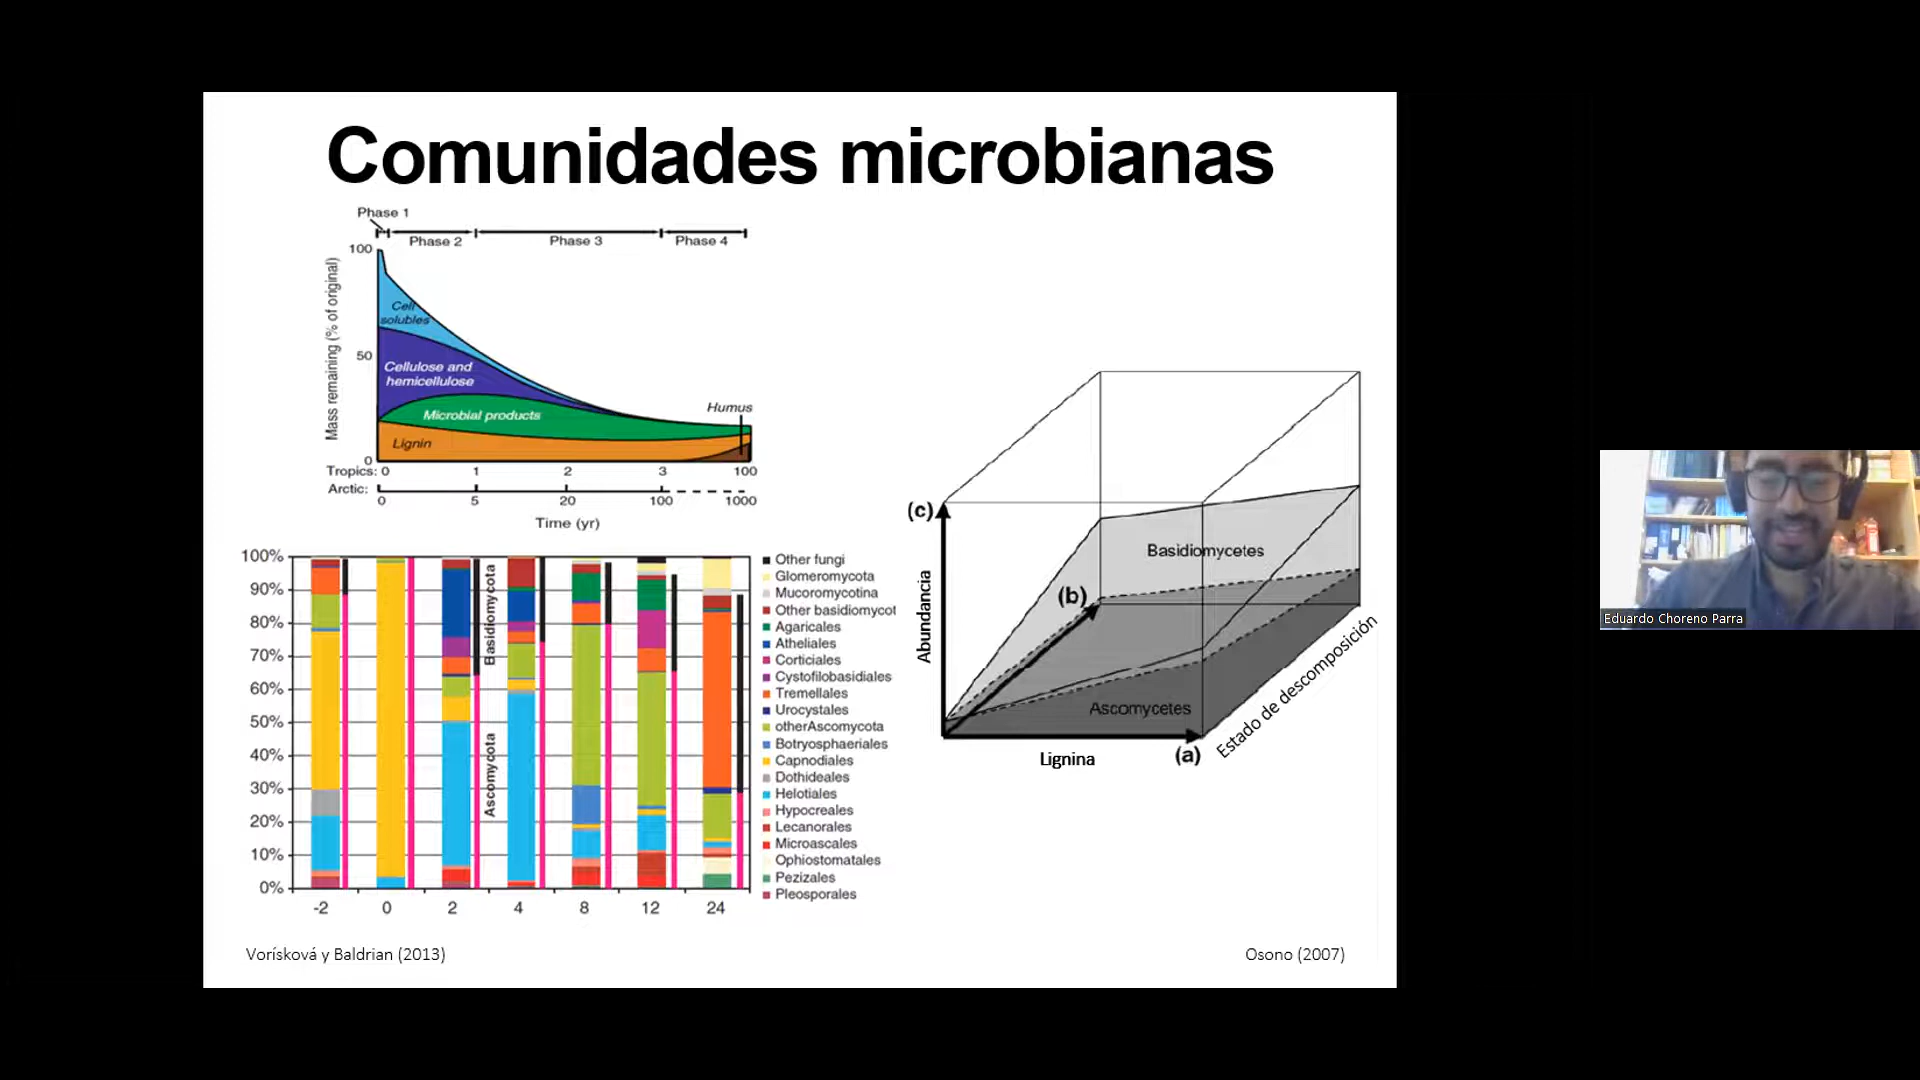 Comunidades microbianas
Phase 1
Phase 2
Phase 3
Phase 4
Mass remaining (% of original)
100
50
0
Cell
solubles
Cellulose and
hemicellulose
Microbial products
Lignin
Humus
Tropics: 0 1 2 3 100
Arctic: 0 5 20 100 1000
Time (yr)
100%
90%
80%
70%
60%
50%
40%
30%
20%
10%
0%
Basidiomycota
Ascomycota
-2 0 2 4 8 12 24
Other fungi
Glomeromycota
Mucoromycotina
Other basidiomycot
Agaricales
Atheliales
Corticiales
Cystofilobasidiales
Tremellales
Urocystales
otherAscomycota
Botryosphaeriales
Capnodiales
Dothideales
Helotiales
Hypocreales
Lecanorales
Microascales
Ophiostomatales
Pezizales
Pleosporales
(c)
Abundancia
(b)
Basidiomycetes
Ascomycetes
Lignina
(a)
Estado de descomposición
Vorísková y Baldrian (2013)
Osono (2007)
Eduardo Choreno Parra